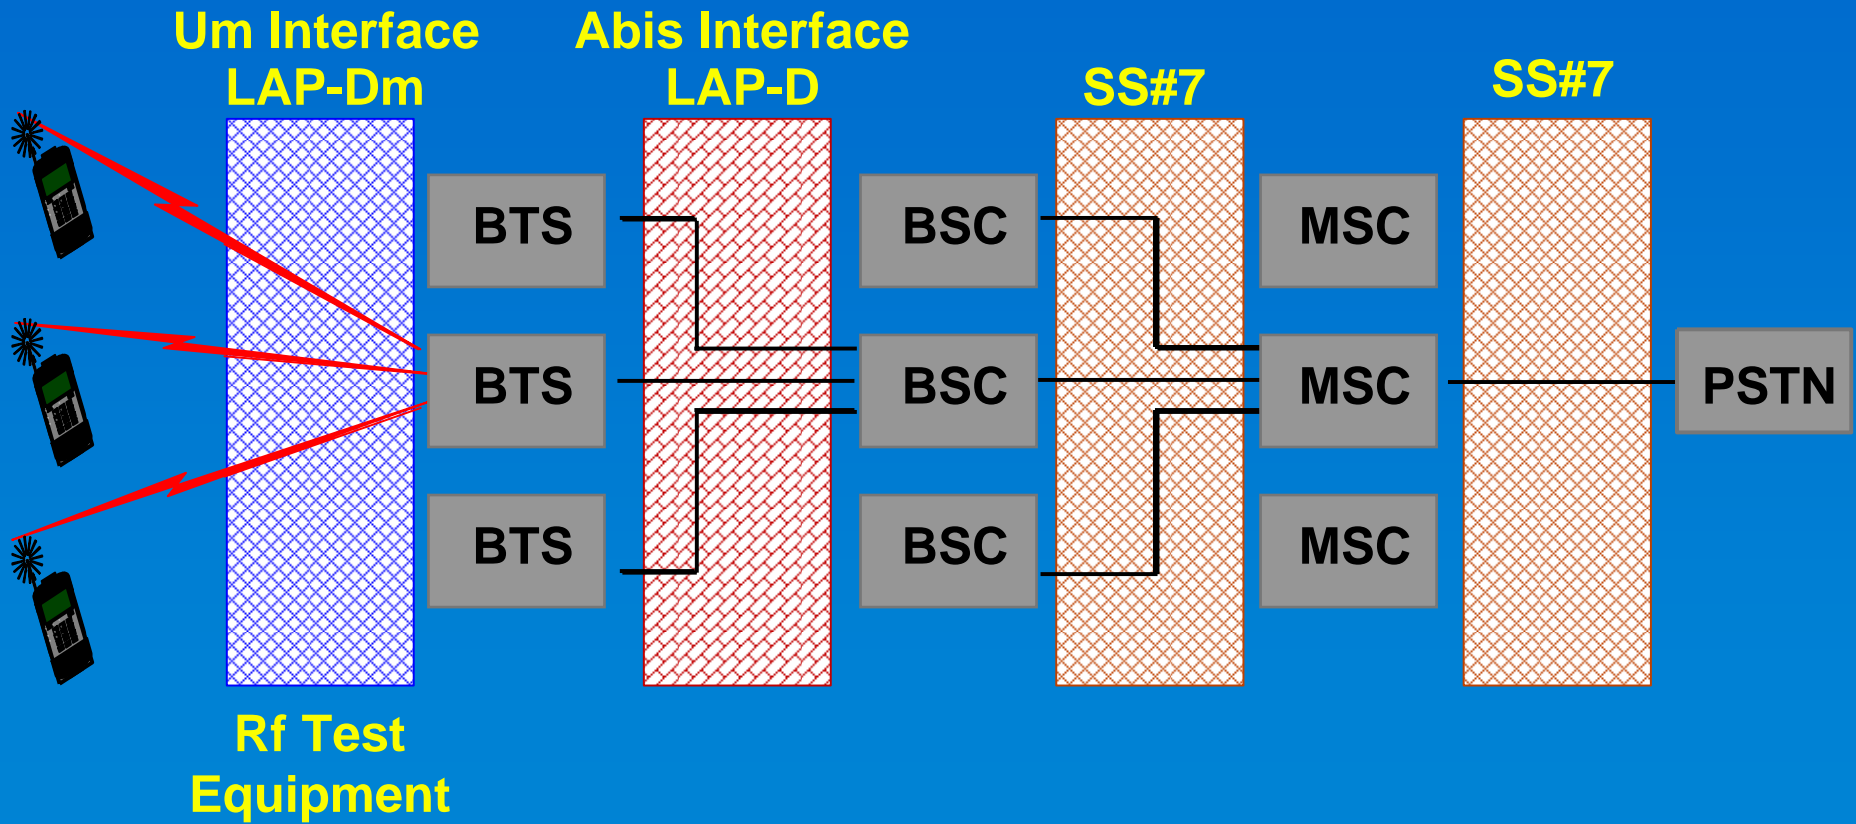 Um Interface
LAP-Dm
Abis Interface
LAP-D
SS#7
SS#7
BTS
BSC
MSC
BTS
BSC
MSC
PSTN
BTS
BSC
MSC
Rf Test
Equipment